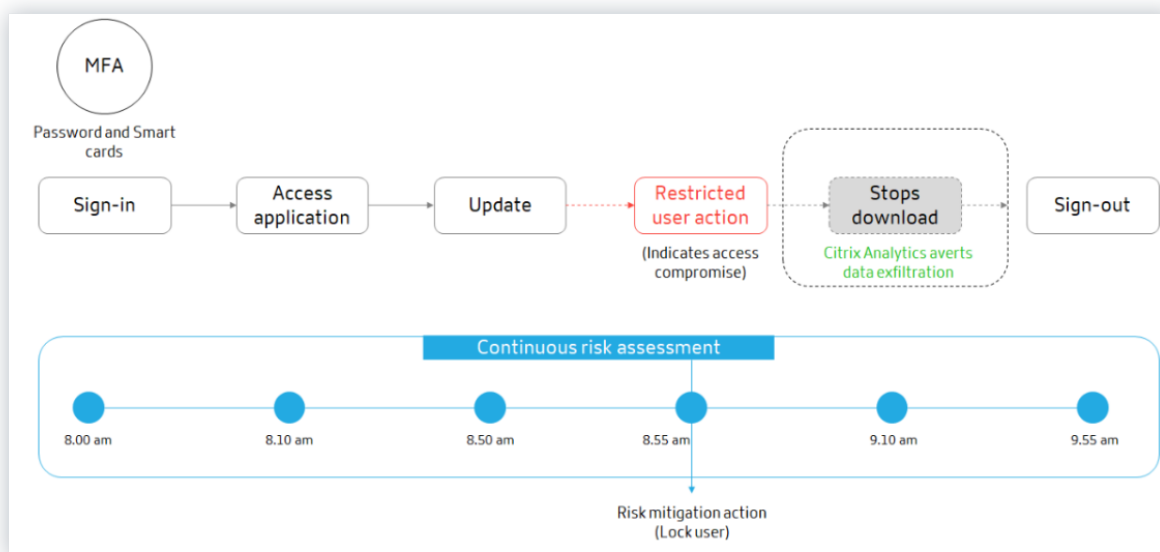 MFA
Password and Smart
cards
Sign-in
Access
application
Update
Restricted
user action
(Indicates access
compromise)
Stops
download
Citrix Analytics averts
data exfiltration
Sign-out
Continuous risk assessment
8.00 am
8.10 am
8.50 am
8.55 am
9.10 am
9.55 am
Risk mitigation action
(Lock user)